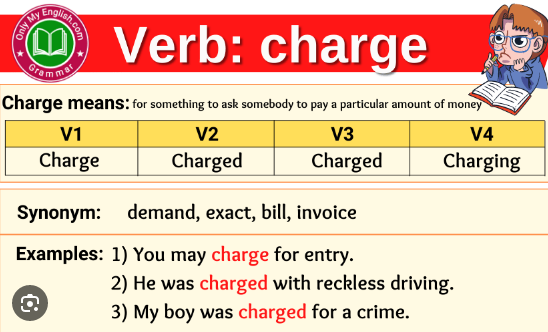 Only My English.com
Grammar
Verb: charge
Charge means: for something to ask somebody to pay a particular amount of money
V1 V2 V3 V4
Charge Charged Charged Charging
Synonym: demand, exact, bill, invoice
Examples: 1) You may charge for entry.
2) He was charged with reckless driving.
3) My boy was charged for a crime.